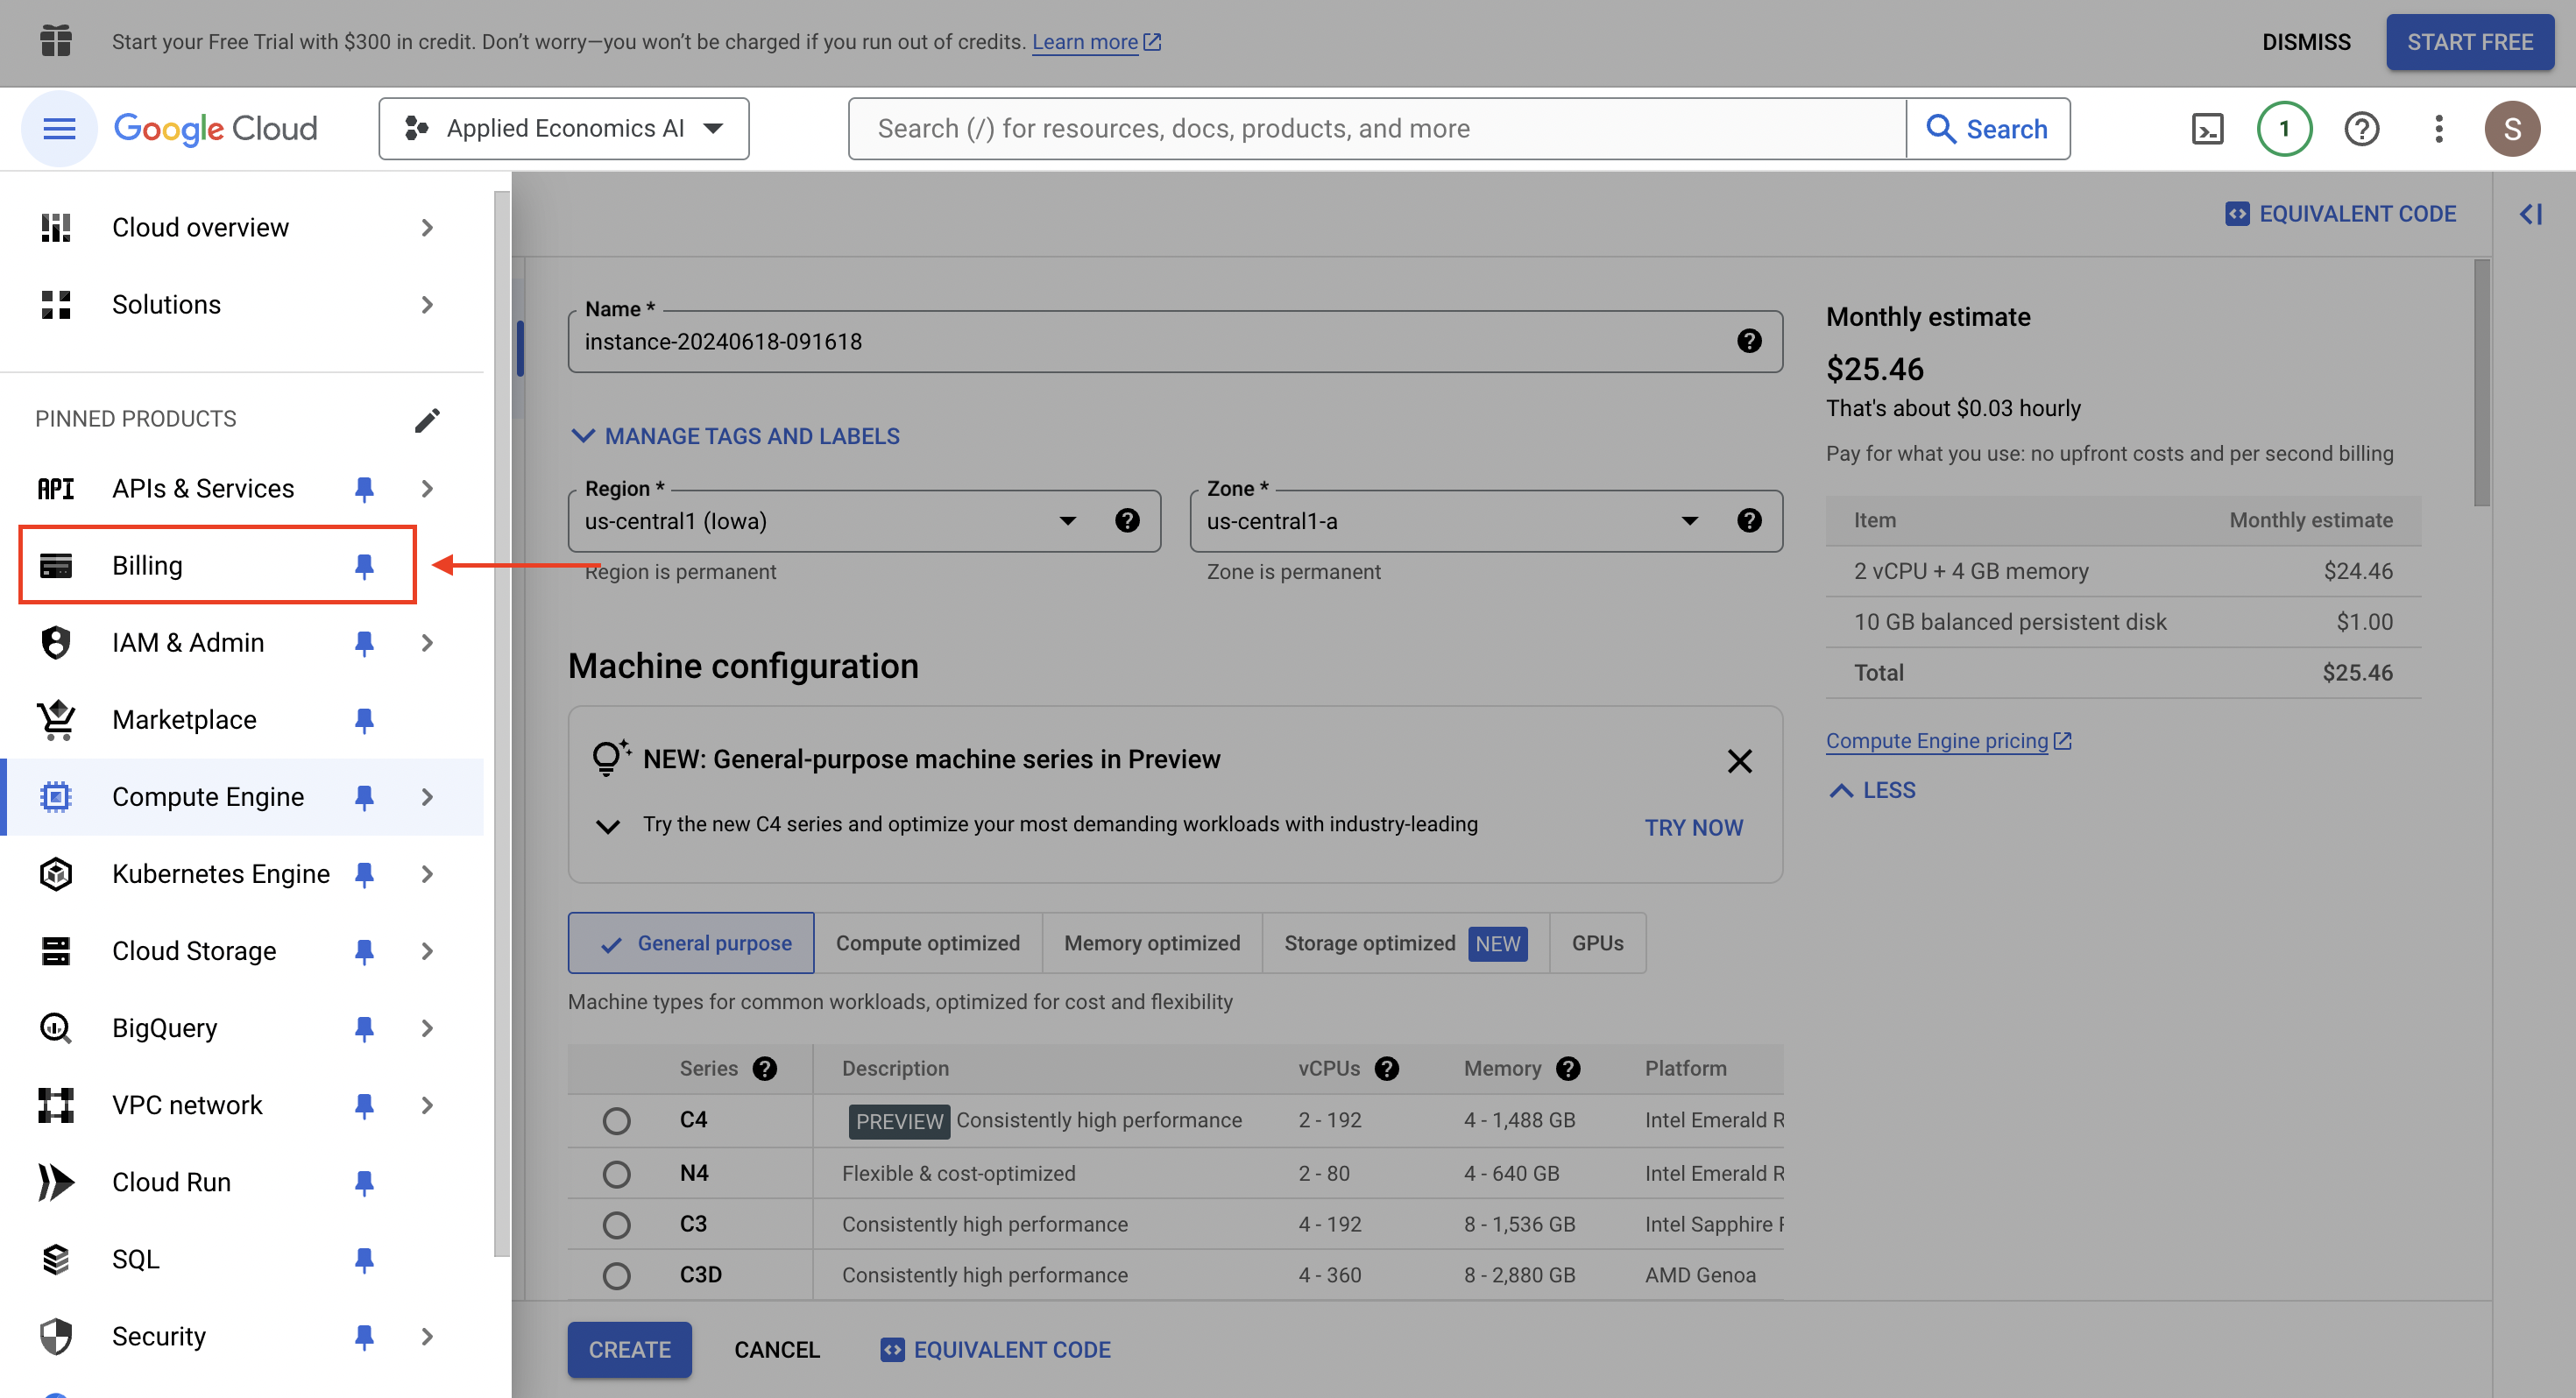 Start your Free Trial with $300 in credit. Don't worry—you won't be charged if you run out of credits. Learn more
DISMISS
START FREE
Google Cloud
Applied Economics AI
Search (/) for resources, docs, products, and more
Search
1
S
Cloud overview
Solutions
PINNED PRODUCTS
API APIs & Services
Billing
IAM & Admin
Marketplace
Compute Engine
Kubernetes Engine
Cloud Storage
BigQuery
VPC network
Cloud Run
SQL
Security
EQUIVALENT CODE
Name *
instance-20240618-091618
MANAGE TAGS AND LABELS
Region *
us-central1 (Iowa)
Region is permanent
Zone *
us-central1-a
Zone is permanent
Machine configuration
NEW: General-purpose machine series in Preview
Try the new C4 series and optimize your most demanding workloads with industry-leading
TRY NOW
General purpose
Compute optimized
Memory optimized
Storage optimized NEW
GPUs
Machine types for common workloads, optimized for cost and flexibility
Series Description vCPUs Memory Platform
C4 PREVIEW Consistently high performance 2 - 192 4 - 1,488 GB Intel Emerald R
N4 Flexible & cost-optimized 2 - 80 4 - 640 GB Intel Emerald R
C3 Consistently high performance 4 - 192 8 - 1,536 GB Intel Sapphire
C3D Consistently high performance 4 - 360 8 - 2,880 GB AMD Genoa
CREATE
CANCEL
EQUIVALENT CODE
Monthly estimate
$25.46
That's about $0.03 hourly
Pay for what you use: no upfront costs and per second billing
Item Monthly estimate
2 vCPU + 4 GB memory $24.46
10 GB balanced persistent disk $1.00
Total $25.46
Compute Engine pricing
LESS